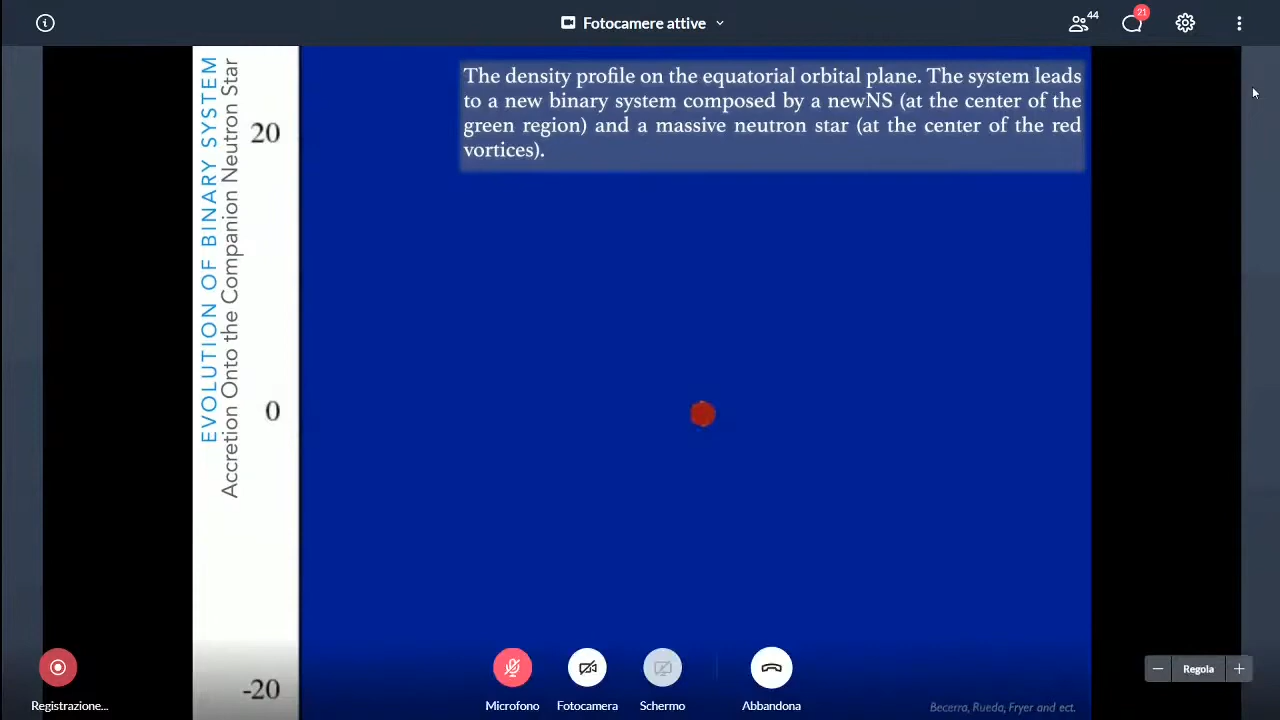 Fotocamere attive
44
21
EVOLUTION OF BINARY SYSTEM
Accretion Onto the Companion Neutron Star
The density profile on the equatorial orbital plane. The system leads
to a new binary system composed by a newNS (at the center of the
green region) and a massive neutron star (at the center of the red
vortices).
20
0
-20
Registrazione...
Microfono
Fotocamera
Schermo
Abbandona
Regola
Becerra, Rueda, Fryer and ect.